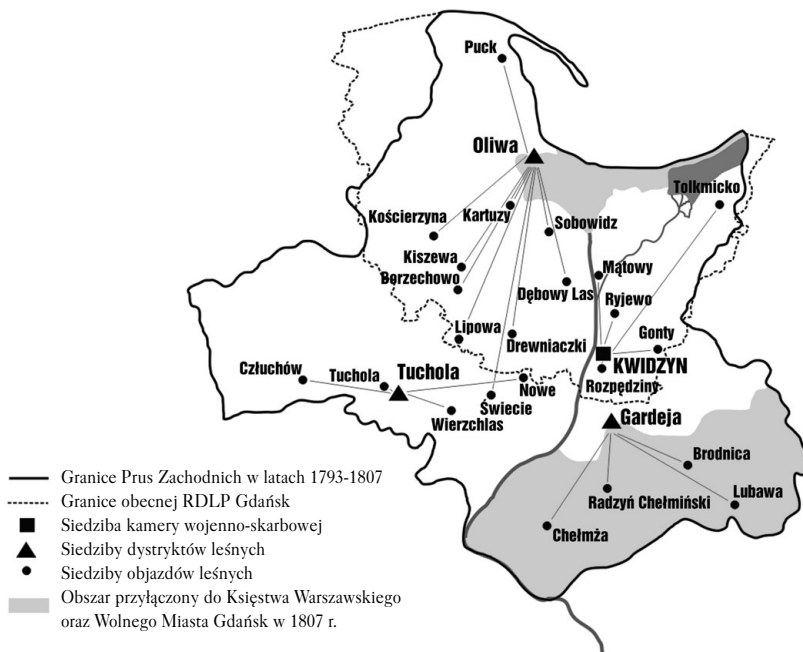 Puck
Oliwa
Tolkmicko
Kartuzy
Kościerzyna
Sobowidz
Kiszewa
Mątowy
Borzechowo
Dębowy Las
Ryjewo
Lipowa
Gonty
Drewniaczki
Człuchów
KWIDZYN
Tuchola
Tuchola
Rozpędziny
Nowe
Świecie
Wierzchlas
Gardeja
Brodnica
Radzyń Chełmiński
Lubawa
Chełmża
Granice Prus Zachodnich w latach 1793-1807
Granice obecnej RDLP Gdańsk
Siedziba kamery wojenno-skarbowej
Siedziby dystryktów leśnych
Siedziby objazdów leśnych
Obszar przyłączony do Księstwa Warszawskiego
oraz Wolnego Miasta Gdańsk w 1807 r.